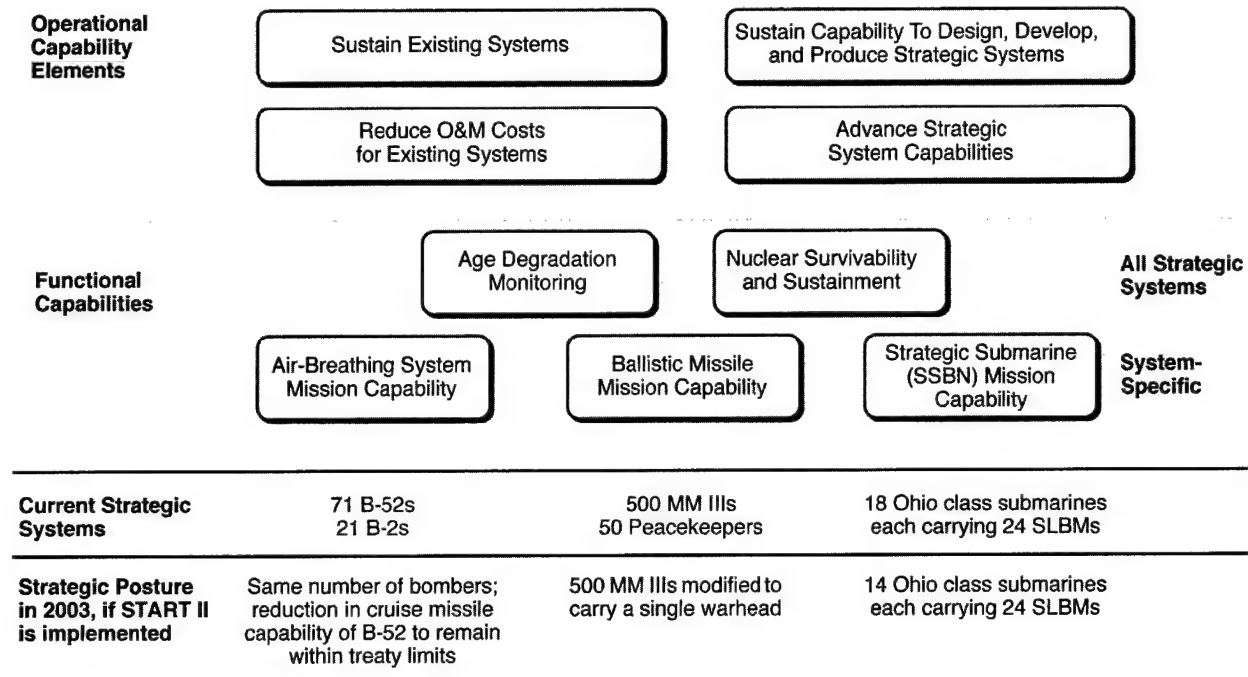 Operational
Capability
Elements
Sustain Existing Systems
Sustain Capability To Design, Develop,
and Produce Strategic Systems
Reduce O&M Costs
for Existing Systems
Advance Strategic
System Capabilities
Functional
Capabilities
Age Degradation
Monitoring
Nuclear Survivability
and Sustainment
All Strategic
Systems
Air-Breathing System
Mission Capability
Ballistic Missile
Mission Capability
Strategic Submarine
(SSBN) Mission
Capability
System-
Specific
Current Strategic
Systems
71 B-52s
21 B-2s
500 MM IIIs
50 Peacekeepers
18 Ohio class submarines
each carrying 24 SLBMs
Strategic Posture
in 2003, if START II
is implemented
Same number of bombers;
reduction in cruise missile
capability of B-52 to remain
within treaty limits
500 MM IIIs modified to
carry a single warhead
14 Ohio class submarines
each carrying 24 SLBMs